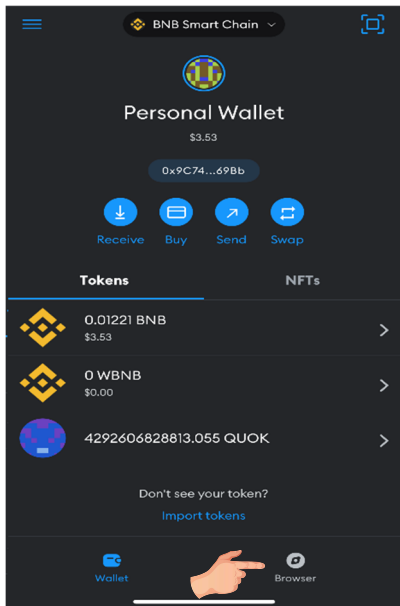 BNB Smart Chain
Personal Wallet
$3.53
0x9C74...69Bb
Receive Buy Send Swap
Tokens NFTs
0.01221 BNB
$3.53
0 WBNB
$0.00
4292606828813.055 QUOK
Don't see your token?
Import tokens
Wallet Browser